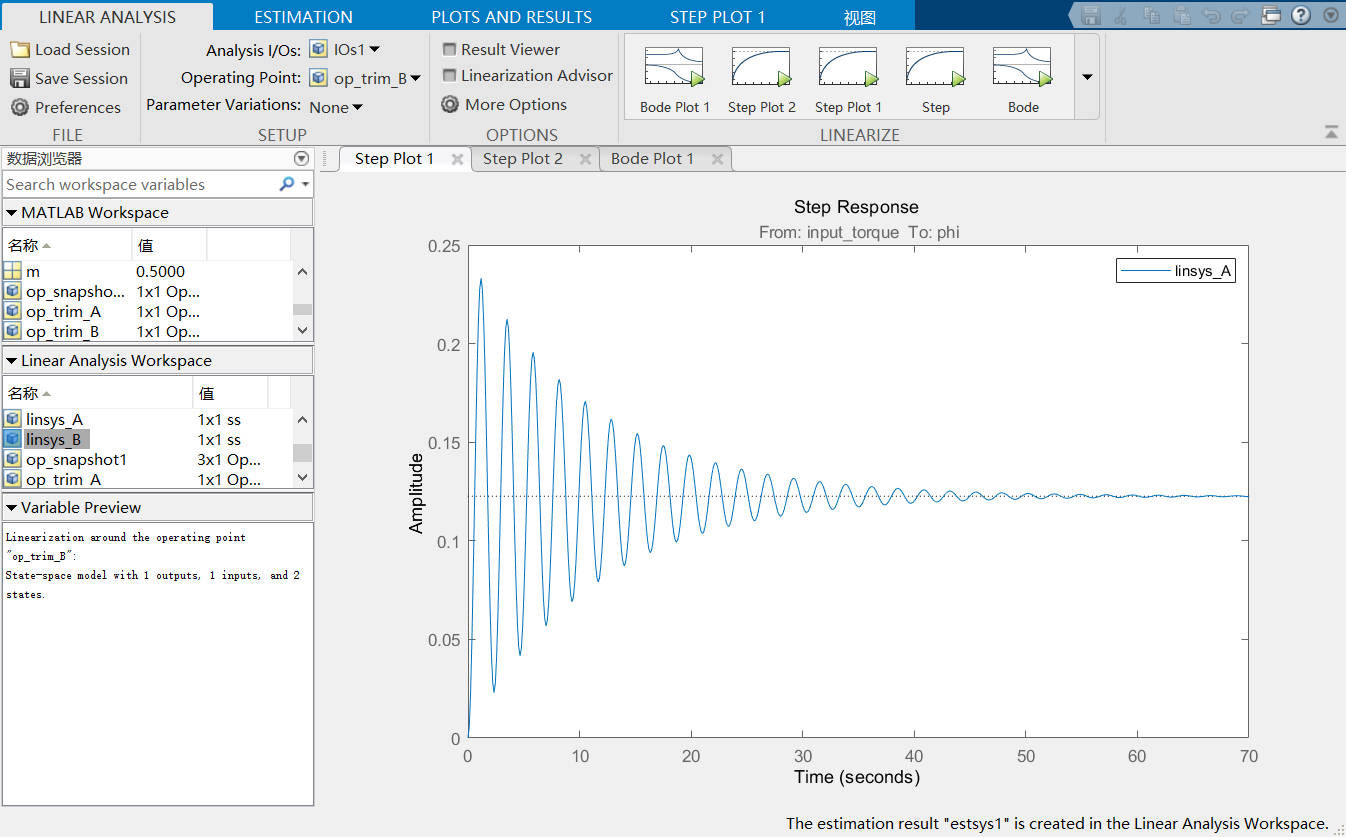 LINEAR ANALYSIS ESTIMATION PLOTS AND RESULTS STEP PLOT 1 视图
Load Session
Save Session
Preferences
FILE
Analysis I/Os: IOs1
Operating Point: op_trim_B
Parameter Variations: None
SETUP
Result Viewer
Linearization Advisor
More Options
OPTIONS
Bode Plot 1 Step Plot 2 Step Plot 1 Step Bode
LINEARIZE
数据浏览器
Search workspace variables
MATLAB Workspace
名称 值
m 0.5000
op_snapsho... 1x1 Op...
op_trim_A 1x1 Op...
op_trim_B 1x1 Op...
Linear Analysis Workspace
名称 值
linsys_A 1x1 ss
linsys_B 1x1 ss
op_snapshot1 3x1 Op...
op_trim_A 1x1 Op...
Variable Preview
Linearization around the operating point
"op_trim_B":
State-space model with 1 outputs, 1 inputs, and 2
states.
Step Plot 1 Step Plot 2 Bode Plot 1
Step Response
From: input_torque To: phi
linsys_A
Amplitude
0.25
0.2
0.15
0.1
0.05
0
0 10 20 30 40 50 60 70
Time (seconds)
The estimation result "estsys1" is created in the Linear Analysis Workspace.